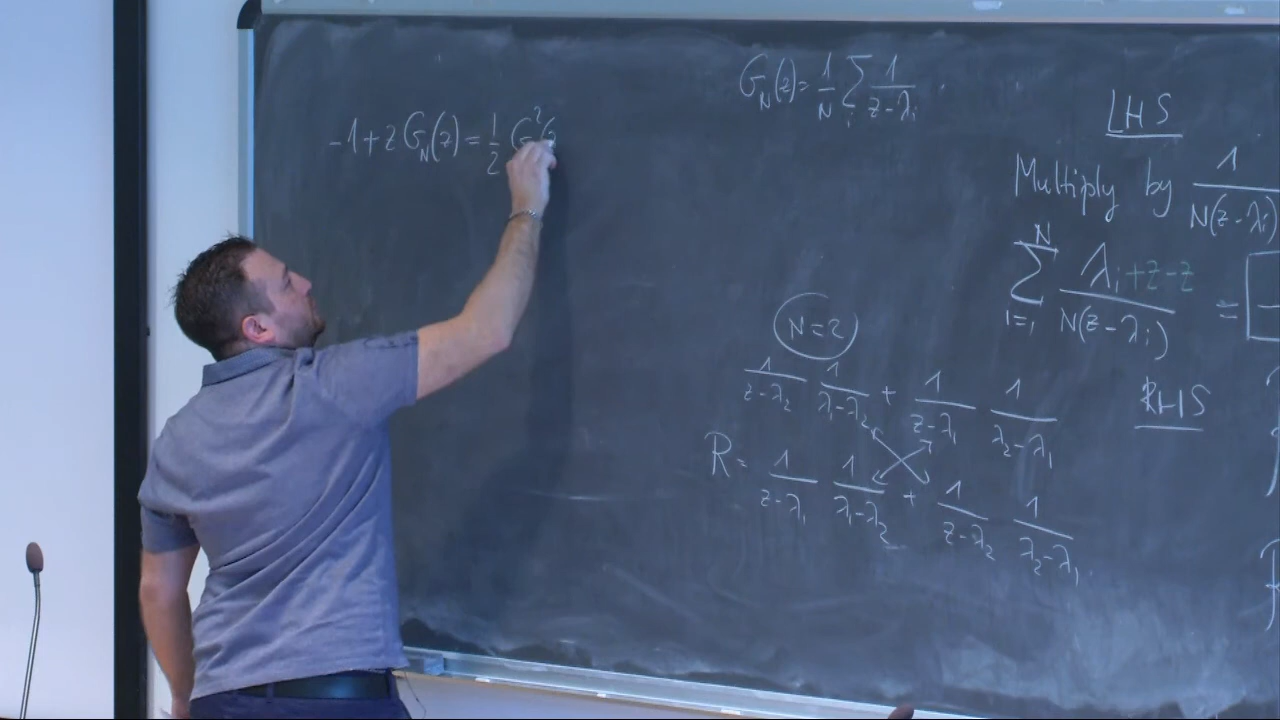 -1+z G_N(z) = 1/2 G²(z
G_N(z) = 1/N Σ_i 1/(z-λ_i)
LHS
Multiply by 1/(N(z-λ_i))
Σ_{i=1}^{N} (λ_i+z-z)/(N(z-λ_i)) =
N=2
1/(z-λ_2) 1/(λ-λ_2) + 1/(z-λ_1) 1/(λ_2-λ_1)
RHS
R= 1/(z-λ_1) 1/(λ_1-λ_2) + 1/(z-λ_2) 1/(λ_2-λ_1).